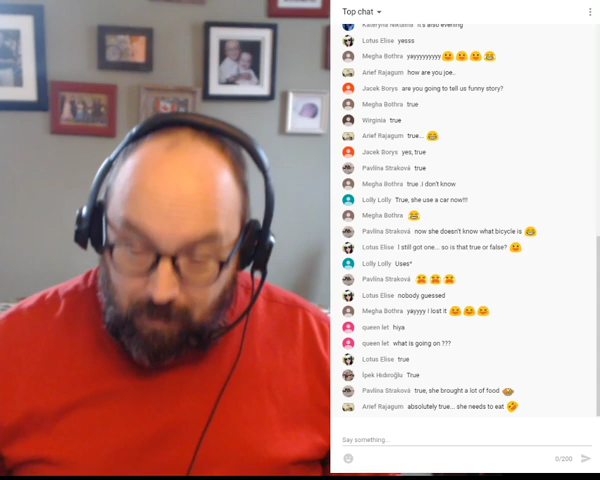 Top chat
Kateryna Nikulina it's also evening
Lotus Elise yesss
Megha Bothra yayyyyyyyyyy
Arief Rajagum how are you joe..
Jacek Borys are you going to tell us funny story?
Megha Bothra true
Wirginia true
Arief Rajagum true...
Jacek Borys yes, true
Pavlína Straková true
Megha Bothra true .I don't know
Lolly Lolly True, she use a car now!!!
Megha Bothra
Pavlína Straková now she doesn't know what bicycle is
Lotus Elise I still got one... so is that true or false?
Lolly Lolly Uses*
Pavlína Straková
Lotus Elise nobody guessed
Megha Bothra yayyyy I lost it
queen let hiya
queen let what is going on ???
Lotus Elise true
İpek Hıdıroğlu True
Pavlína Straková true, she brought a lot of food
Arief Rajagum absolutely true... she needs to eat
Say something...
0/200